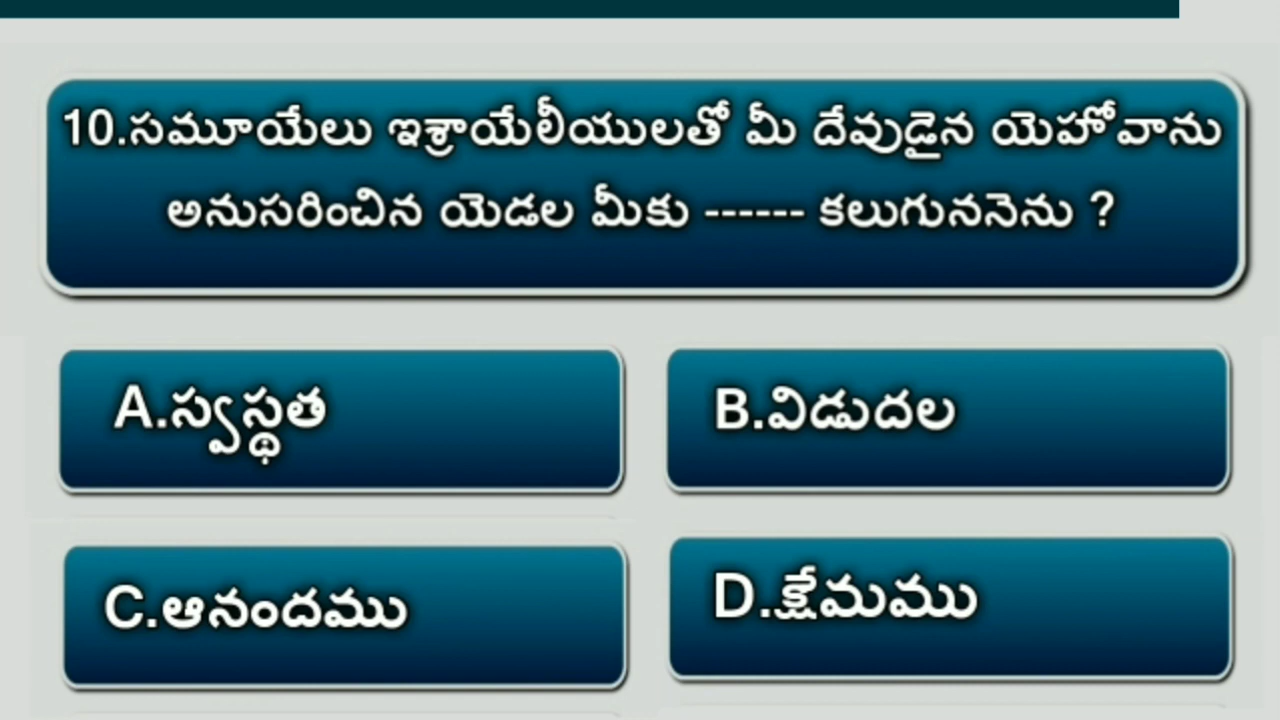 10.సమూయేలు ఇశ్రాయేలీయులతో మీ దేవుడైన యెహోవాను
అనుసరించిన యెడల మీకు ------ కలుగుననెను ?
A.స్వస్థత
B.విడుదల
C.ఆనందము
D.క్షేమము